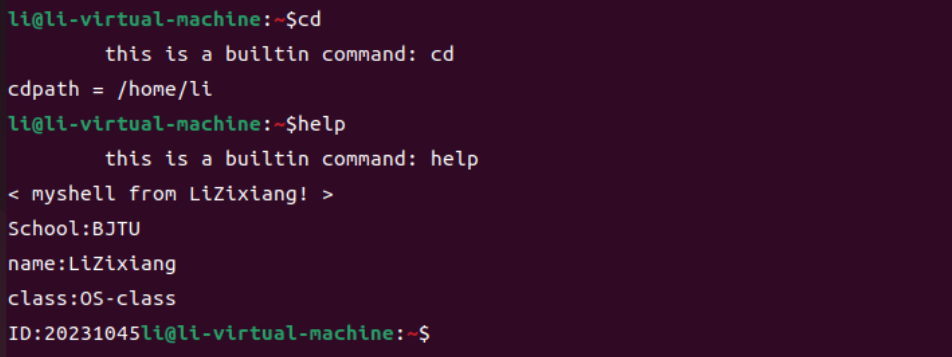 li@li-virtual-machine:~$cd
        this is a builtin command: cd
cdpath = /home/li
li@li-virtual-machine:~$help
        this is a builtin command: help
< myshell from LiZixiang! >
School:BJTU
name:LiZixiang
class:OS-class
ID:20231045li@li-virtual-machine:~$